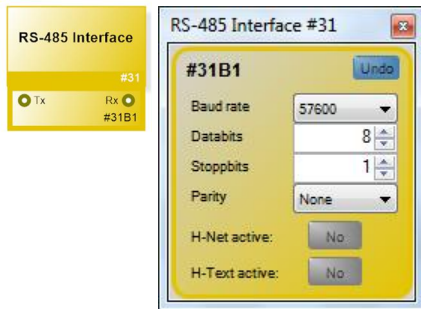 RS-485 Interface
#31
Tx Rx
#31B1
RS-485 Interface #31
#31B1 Undo
Baud rate 57600
Databits 8
Stoppbits 1
Parity None
H-Net active: No
H-Text active: No